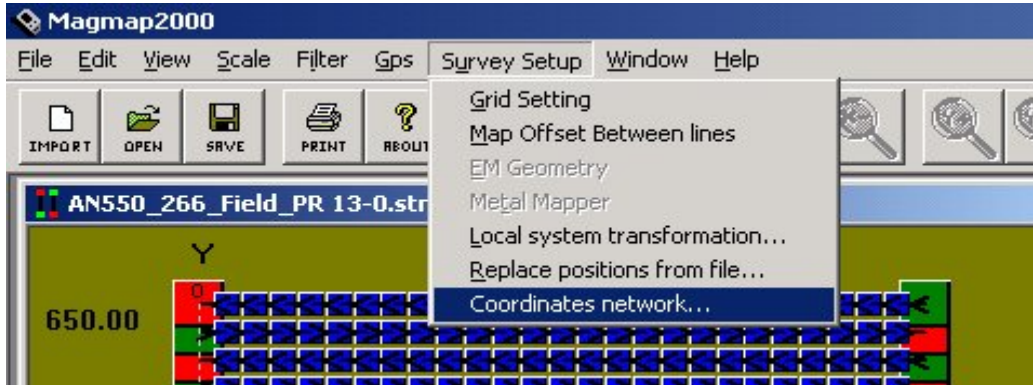 Magmap2000
File Edit View Scale Filter Gps Survey Setup Window Help
IMPORT OPEN SAVE PRINT ABOUT
Grid Setting
Map Offset Between lines
EM Geometry
Metal Mapper
Local system transformation...
Replace positions from file...
Coordinates network...
AN550_266_Field_PR 13-0.str
Y
0
650.00